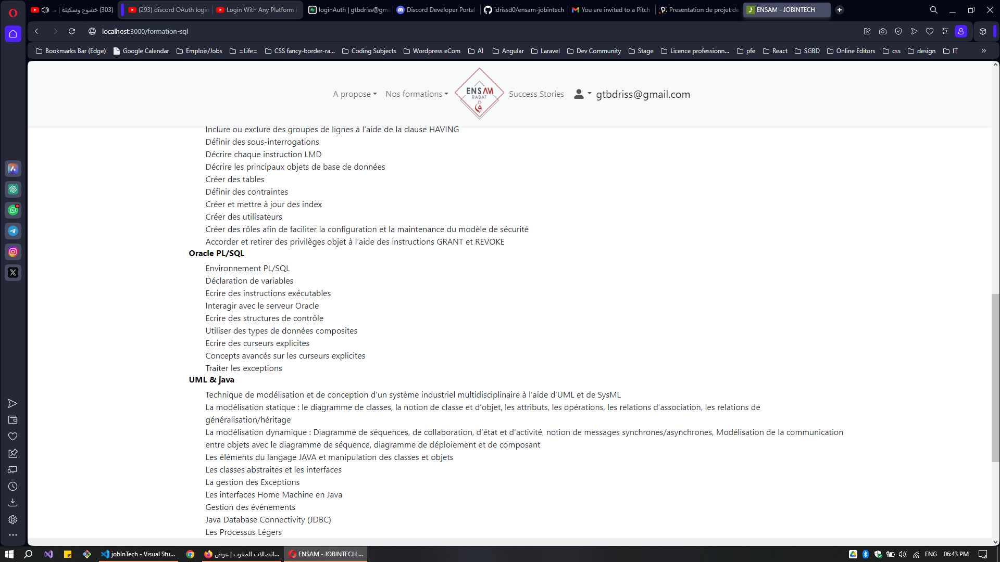 (303) خشوع وسكينة | م
(293) discord OAuth login
Login With Any Platform i
loginAuth | gtbdriss@gma
Discord Developer Portal
idrissd0/ensam-jobintech
You are invited to a Pitch
Presentation de projet de
ENSAM - JOBINTECH
localhost:3000/formation-sql
Bookmarks Bar (Edge)
Google Calendar
Emplois/Jobs
=Life=
CSS fancy-border-ra...
Coding Subjects
Wordpress eCom
AI
Angular
Laravel
Dev Community
Stage
Licence professionn...
pfe
React
SGBD
Online Editors
css
design
IT
A propose
Nos formations
ENSAM
RABAT
Success Stories
gtbdriss@gmail.com
Inclure ou exclure des groupes de lignes à l’aide de la clause HAVING
Définir des sous-interrogations
Décrire chaque instruction LMD
Décrire les principaux objets de base de données
Créer des tables
Définir des contraintes
Créer et mettre à jour des index
Créer des utilisateurs
Créer des rôles afin de faciliter la configuration et la maintenance du modèle de sécurité
Accorder et retirer des privilèges objet à l’aide des instructions GRANT et REVOKE
Oracle PL/SQL
Environnement PL/SQL
Déclaration de variables
Ecrire des instructions exécutables
Interagir avec le serveur Oracle
Ecrire des structures de contrôle
Utiliser des types de données composites
Ecrire des curseurs explicites
Concepts avancés sur les curseurs explicites
Traiter les exceptions
UML & java
Technique de modélisation et de conception d’un système industriel multidisciplinaire à l’aide d’UML et de SysML
La modélisation statique : le diagramme de classes, la notion de classe et d’objet, les attributs, les opérations, les relations d’association, les relations de
généralisation/héritage
La modélisation dynamique : Diagramme de séquences, de collaboration, d’état et d’activité, notion de messages synchrones/asynchrones, Modélisation de la communication
entre objets avec le diagramme de séquence, diagramme de déploiement et de composant
Les éléments du langage JAVA et manipulation des classes et objets
Les classes abstraites et les interfaces
La gestion des Exceptions
Les interfaces Home Machine en Java
Gestion des événements
Java Database Connectivity (JDBC)
Les Processus Légers
jobInTech - Visual Stu...
اتصالات المغرب | عرض...
ENSAM - JOBINTECH ...
ENG
06:43 PM